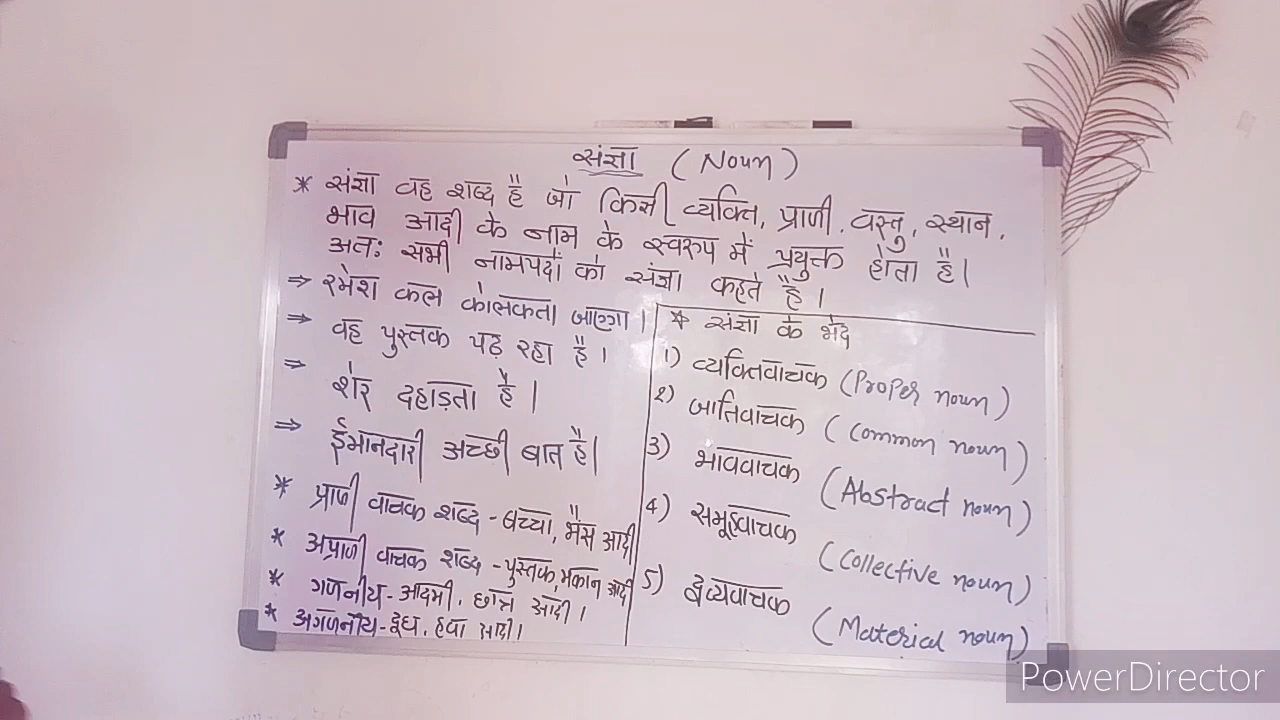 संज्ञा (Noun)
* संज्ञा वह शब्द है जो किसी व्यक्ति, प्राणी, वस्तु, स्थान,
भाव आदी के नाम के स्वरुप में प्रयुक्त होता है।
अतः सभी नामपदों को संज्ञा कहते है।
⇒ रमेश कल कोलकता जाएगा।
⇒ वह पुस्तक पढ़ रहा है।
⇒ शेर दहाड़ता है।
⇒ ईमानदारी अच्छी बात है।
* प्राणी वाचक शब्द - बच्चा, भैंस आदी
* अप्राणी वाचक शब्द - पुस्तक, मकान आदी
* गणनीय - आदमी, छात्र आदी।
* अगणनीय - दूध, हवा आदी।
* संज्ञा के भेद
1) व्यक्तिवाचक (Proper noun)
2) जातिवाचक (Common noun)
3) भाववाचक (Abstract noun)
4) समूहवाचक (Collective noun)
5) द्रव्यवाचक (Material noun)
PowerDirector